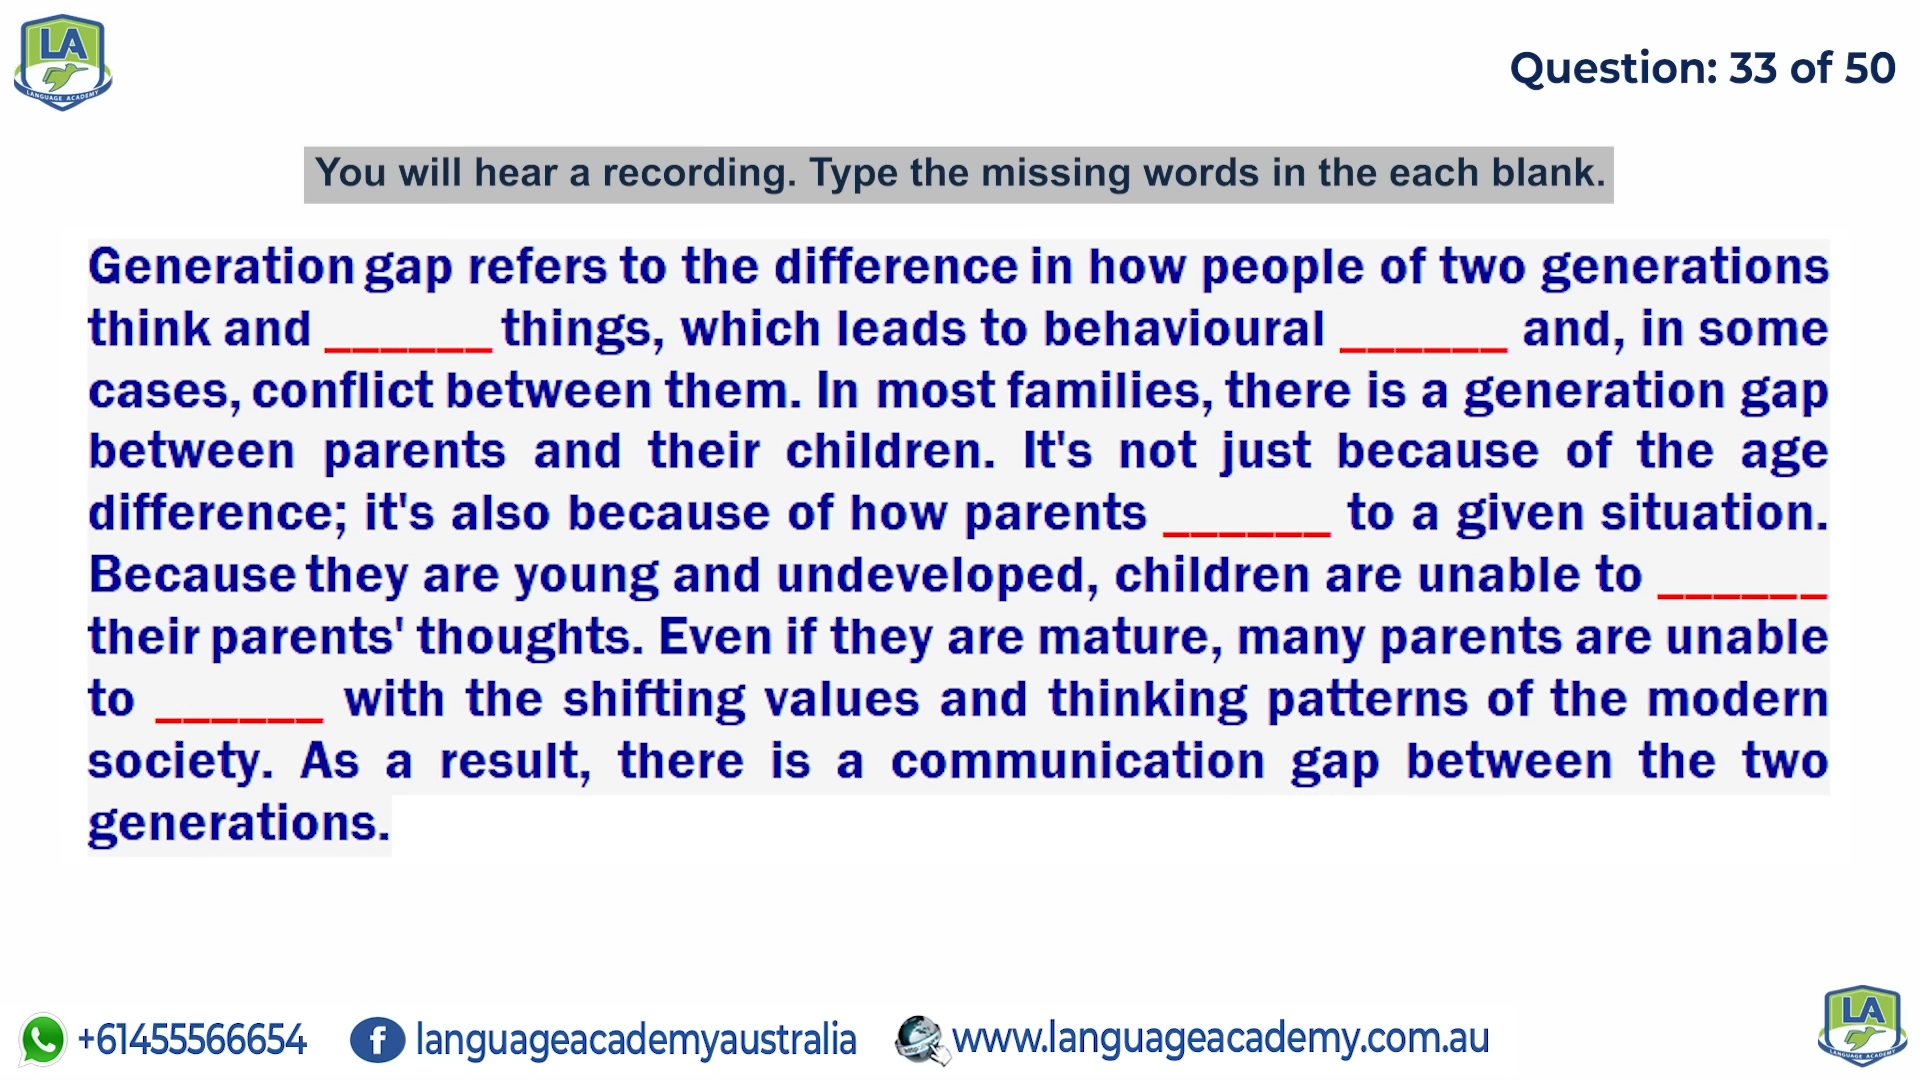 LA
LANGUAGE ACADEMY
Question: 33 of 50
You will hear a recording. Type the missing words in the each blank.
Generation gap refers to the difference in how people of two generations
think and ______ things, which leads to behavioural ______ and, in some
cases, conflict between them. In most families, there is a generation gap
between parents and their children. It's not just because of the age
difference; it's also because of how parents ______ to a given situation.
Because they are young and undeveloped, children are unable to ______
their parents' thoughts. Even if they are mature, many parents are unable
to ______ with the shifting values and thinking patterns of the modern
society. As a result, there is a communication gap between the two
generations.
+61455566654 languageacademyaustralia www.languageacademy.com.au
LA
LANGUAGE ACADEMY